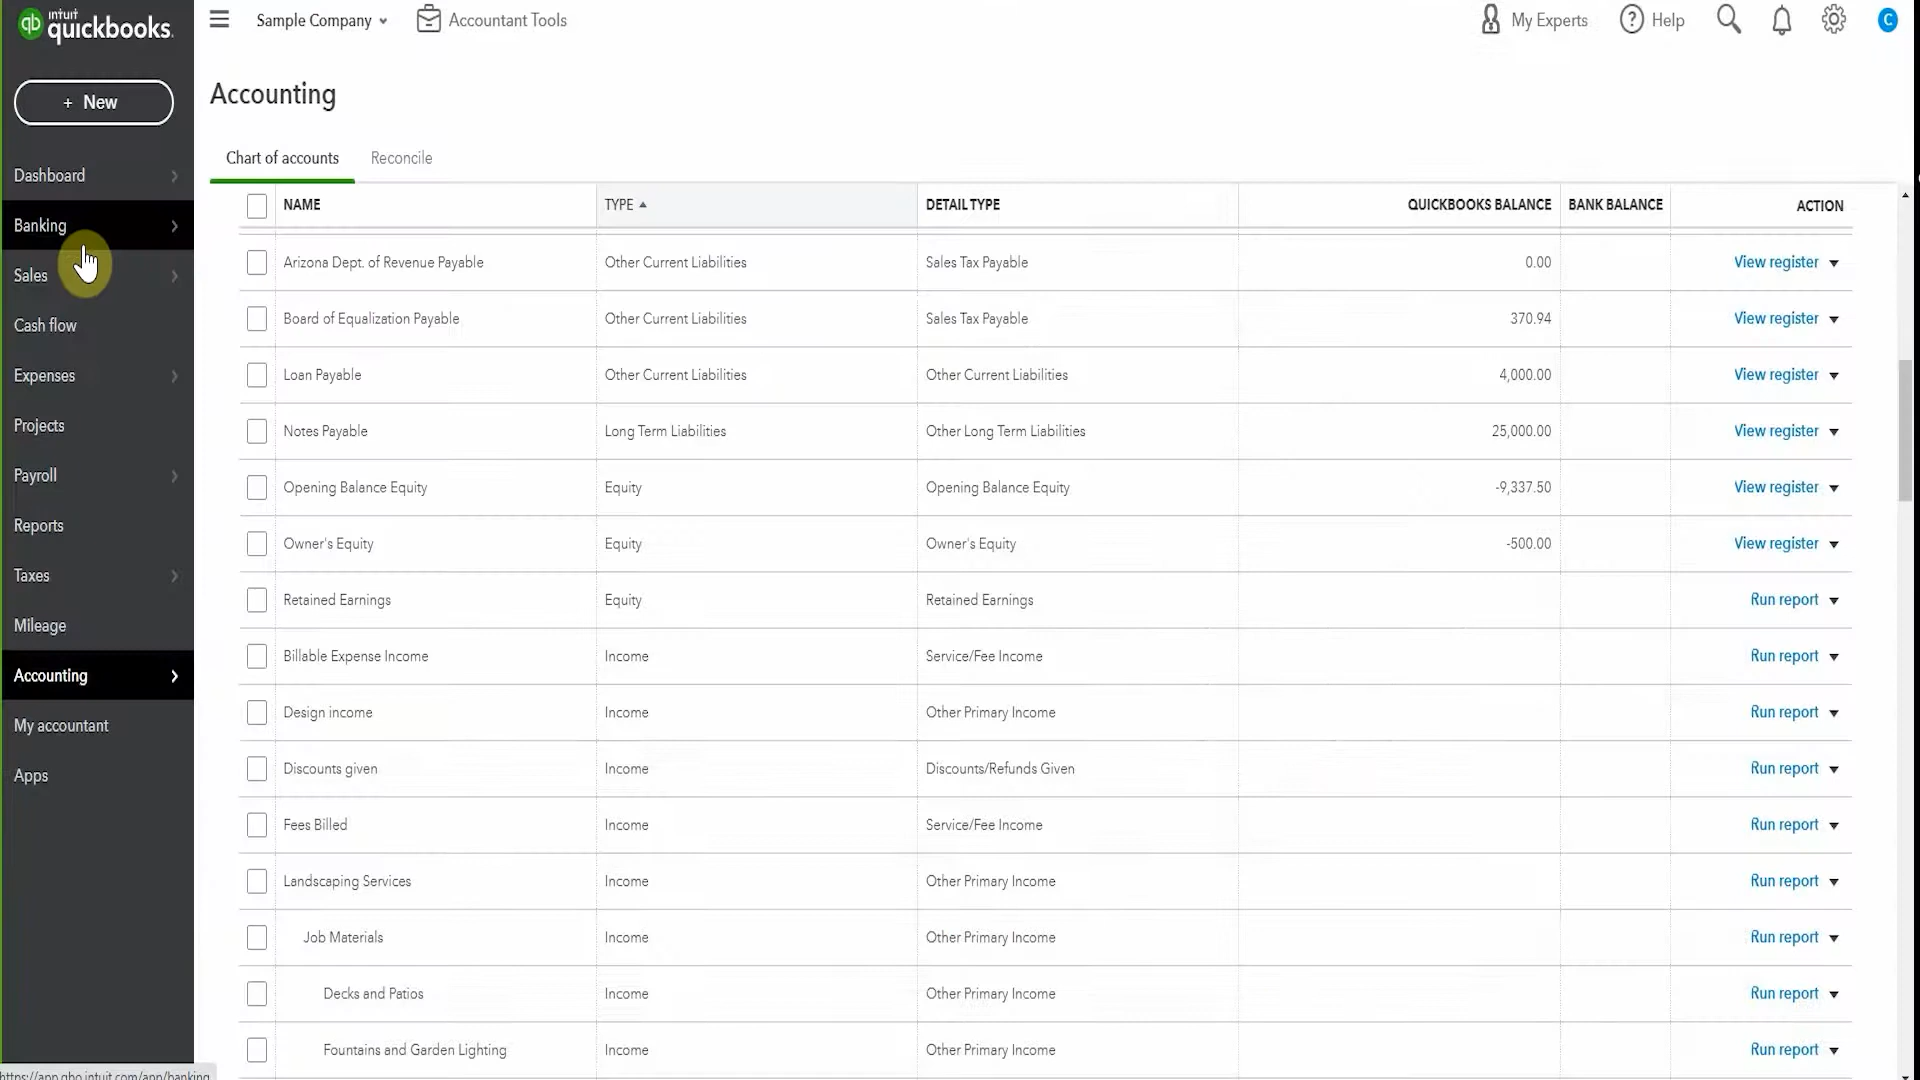 intuit
qb quickbooks.
Sample Company
Accountant Tools
My Experts
? Help
C
+ New
Accounting
Chart of accounts
Reconcile
Dashboard
Banking
Sales
Cash flow
Expenses
Projects
Payroll
Reports
Taxes
Mileage
Accounting
My accountant
Apps
NAME TYPE DETAIL TYPE QUICKBOOKS BALANCE BANK BALANCE ACTION
Arizona Dept. of Revenue Payable Other Current Liabilities Sales Tax Payable 0.00 View register
Board of Equalization Payable Other Current Liabilities Sales Tax Payable 370.94 View register
Loan Payable Other Current Liabilities Other Current Liabilities 4,000.00 View register
Notes Payable Long Term Liabilities Other Long Term Liabilities 25,000.00 View register
Opening Balance Equity Equity Opening Balance Equity -9,337.50 View register
Owner's Equity Equity Owner's Equity -500.00 View register
Retained Earnings Equity Retained Earnings Run report
Billable Expense Income Income Service/Fee Income Run report
Design income Income Other Primary Income Run report
Discounts given Income Discounts/Refunds Given Run report
Fees Billed Income Service/Fee Income Run report
Landscaping Services Income Other Primary Income Run report
Job Materials Income Other Primary Income Run report
Decks and Patios Income Other Primary Income Run report
Fountains and Garden Lighting Income Other Primary Income Run report
https://app.qbo.intuit.com/app/banking